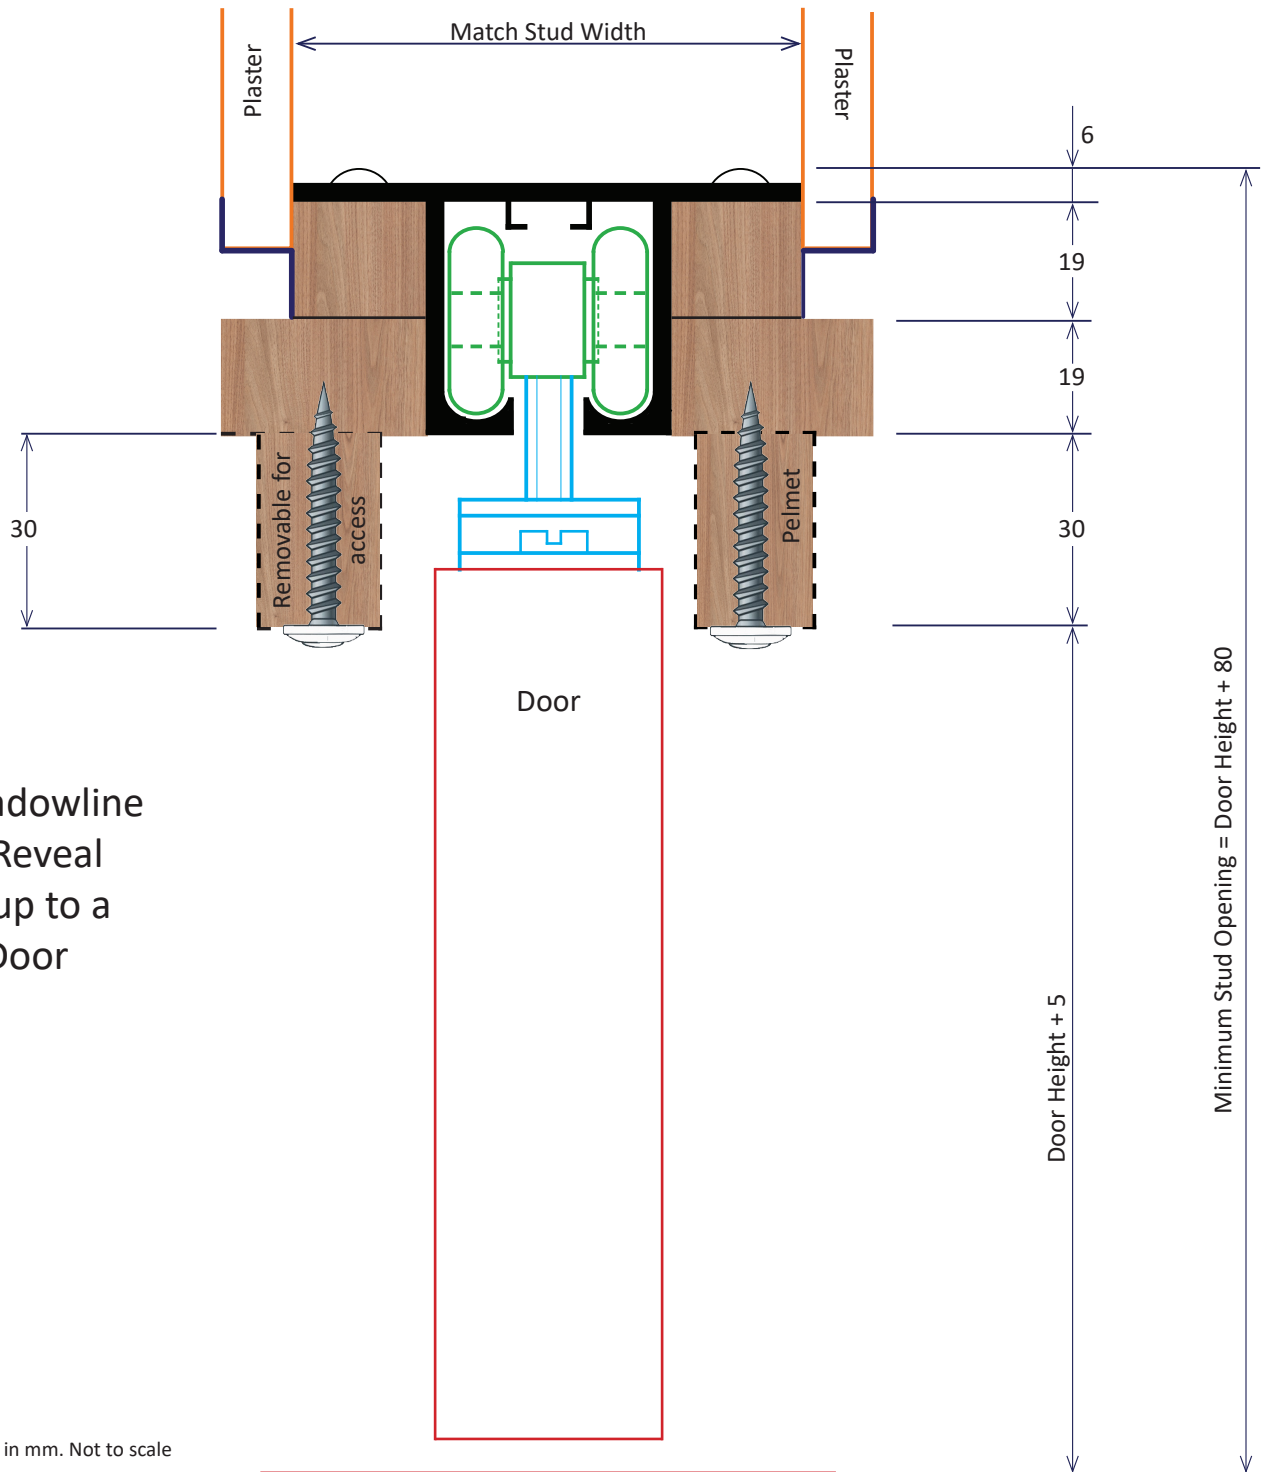 Match Stud Width
Plaster
Plaster
6
19
19
30
30
Removable for
access
Pelmet
Door
Reveal
up to a
Door
Door Height + 5
Minimum Stud Opening = Door Height + 80
in mm. Not to scale